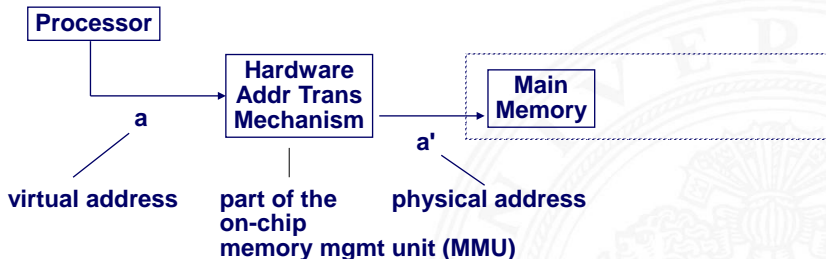 Processor
Hardware
Addr Trans
Mechanism
Main
Memory
a
a'
virtual address
part of the
on-chip
memory mgmt unit (MMU)
physical address